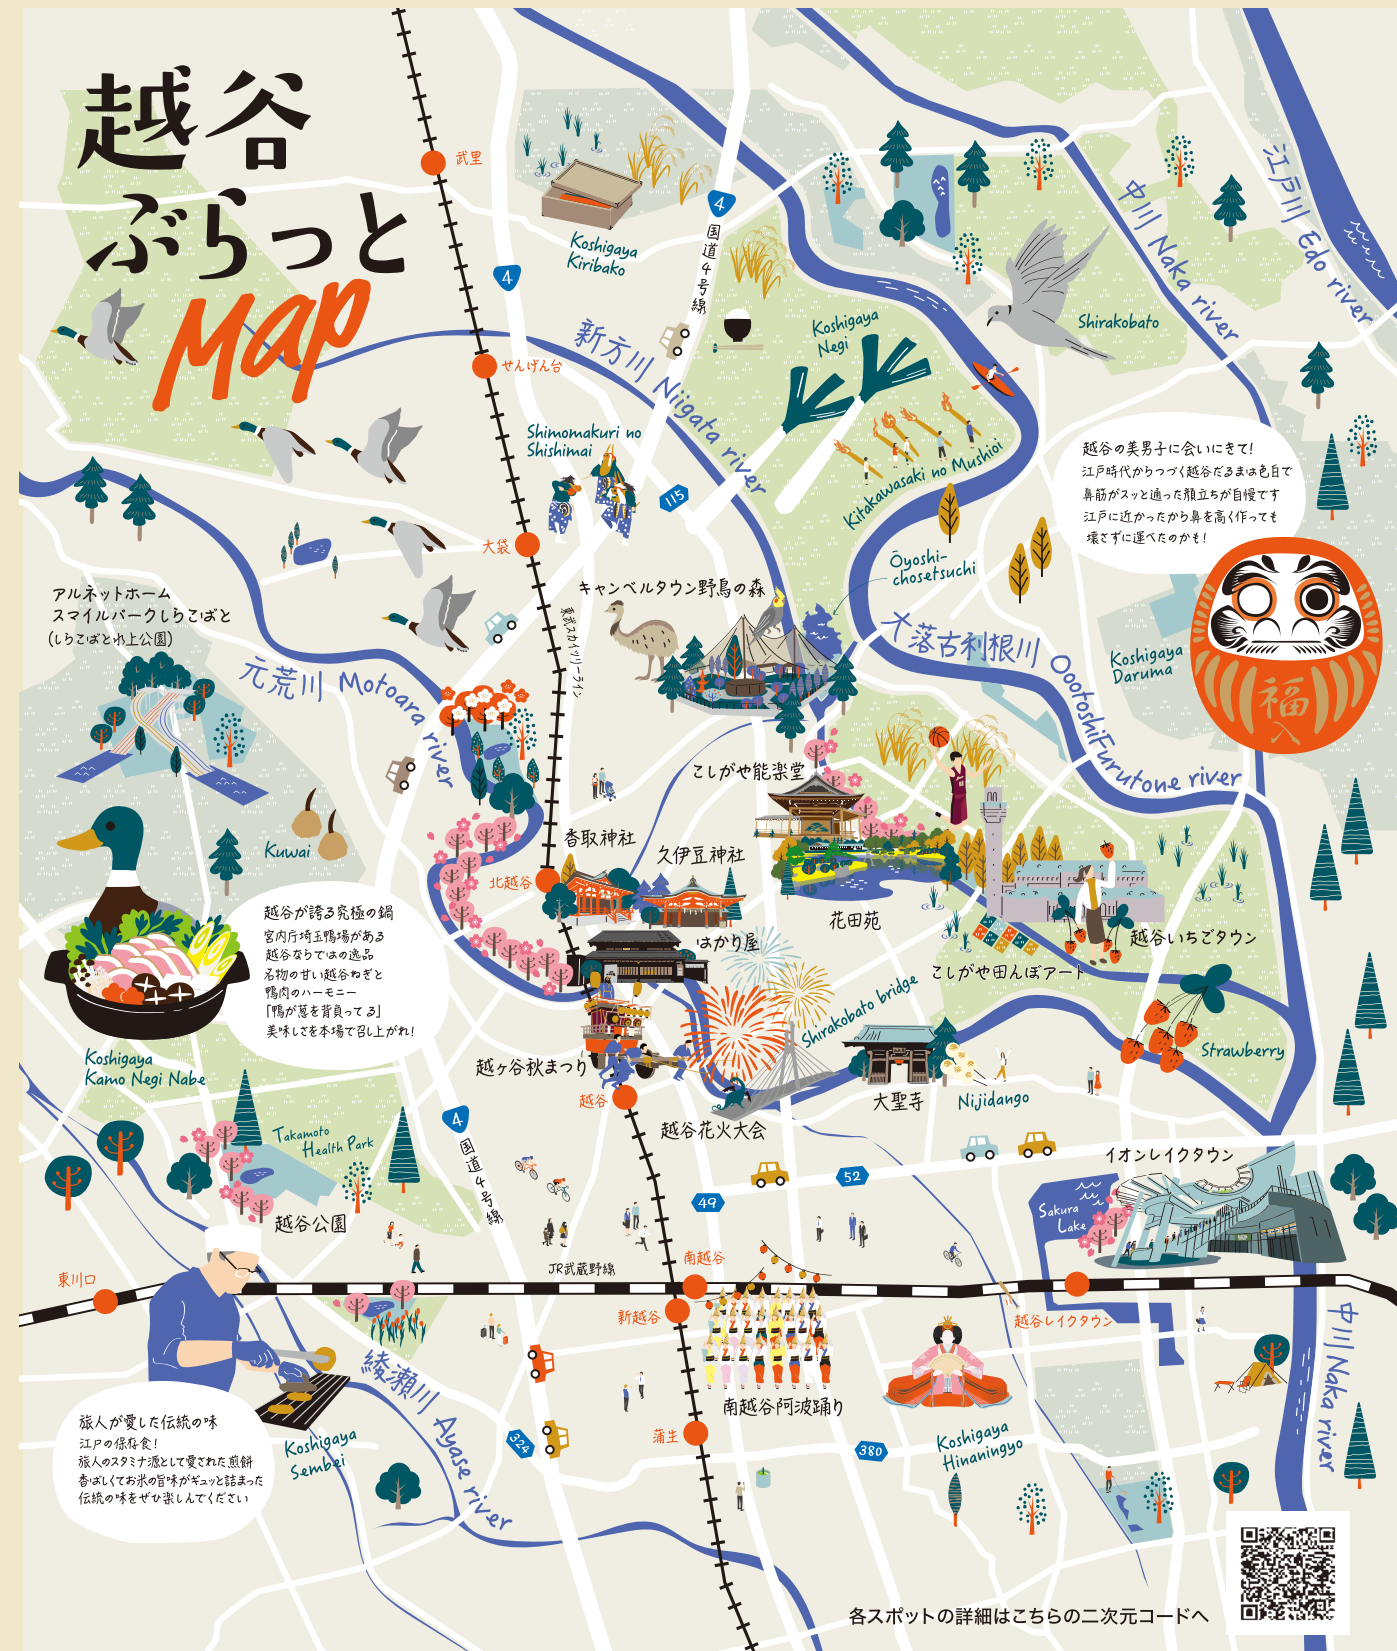 越谷
ぶらっと
Map
武里
4
国道4号線
4
Koshigaya
Kiribako
せんげん台
新方川 Niigata river
Koshigaya
Negi
Shirakobato
中川 Naka river
江戸川 Edo river
Shimomakuri no
Shishimai
115
Kitakawasaki no Mushioi
越谷の美男子に会いにきて!
江戸時代からつづく越谷だるまは色白で
鼻筋がスッと通った顔立ちが自慢です
江戸に近かったから鼻を高く作っても
壊さずに運べたのかも!
大袋
東武スカイツリーライン
キャンベルタウン野鳥の森
Ōyoshi-
chosetsuchi
大落古利根川 OootoshiFurutone river
Koshigaya
Daruma
福
入
アルネットホーム
スマイルパークしらこばと
(しらこばと水上公園)
元荒川 Motoara river
こしがや能楽堂
Kuwai
香取神社
久伊豆神社
北越谷
はかり屋
花田苑
越谷いちごタウン
こしがや田んぼアート
越谷が誇る究極の鍋
宮内庁埼玉鴨場がある
越谷ならではの逸品
名物の甘い越谷ねぎと
鴨肉のハーモニー
「鴨が葱を背負ってる」
美味しさを本場で召し上がれ!
Koshigaya
Kamo Negi Nabe
越ヶ谷秋まつり
越谷
Shirakobato bridge
大聖寺
Nijidango
Strawberry
越谷花火大会
Takamoto
Health Park
越谷公園
4
国道4号線
52
49
イオンレイクタウン
Sakura
Lake
東川口
JR武蔵野線
南越谷
新越谷
越谷レイクタウン
中川 Naka river
綾瀬川 Ayase river
南越谷阿波踊り
蒲生
324
380
Koshigaya
Hinaningyo
Koshigaya
Sembei
旅人が愛した伝統の味
江戸の保存食!
旅人のスタミナ源として愛された煎餅
香ばしくてお米の旨味がギュッと詰まった
伝統の味をぜひ楽しんでください
各スポットの詳細はこちらの二次元コードへ